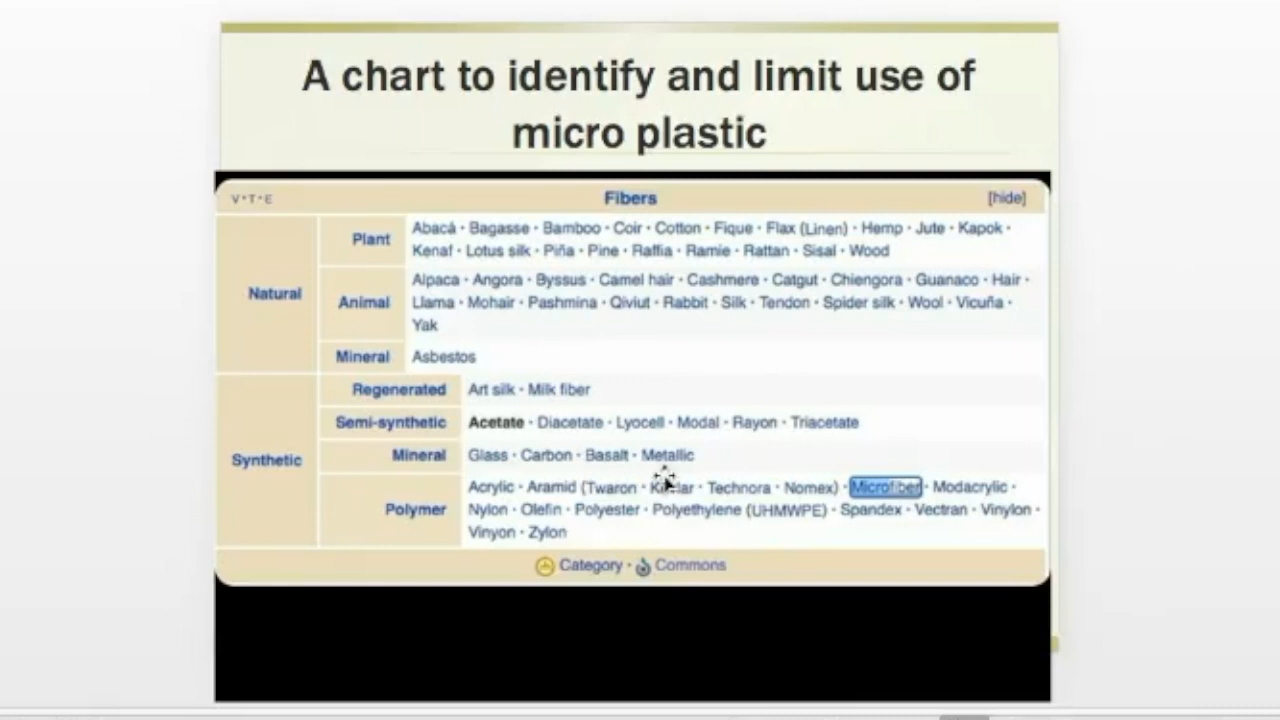 A chart to identify and limit use of
micro plastic
V·T·E Fibers [hide]
Natural
Plant
Abacá · Bagasse · Bamboo · Coir · Cotton · Fique · Flax (Linen) · Hemp · Jute · Kapok ·
Kenaf · Lotus silk · Piña · Pine · Raffia · Ramie · Rattan · Sisal · Wood
Animal
Alpaca · Angora · Byssus · Camel hair · Cashmere · Catgut · Chiengora · Guanaco · Hair ·
Llama · Mohair · Pashmina · Qiviut · Rabbit · Silk · Tendon · Spider silk · Wool · Vicuña ·
Yak
Mineral
Asbestos
Synthetic
Regenerated
Art silk · Milk fiber
Semi-synthetic
Acetate · Diacetate · Lyocell · Modal · Rayon · Triacetate
Mineral
Glass · Carbon · Basalt · Metallic
Polymer
Acrylic · Aramid (Twaron · Kevlar · Technora · Nomex) · Microfiber · Modacrylic ·
Nylon · Olefin · Polyester · Polyethylene (UHMWPE) · Spandex · Vectran · Vinylon ·
Vinyon · Zylon
Category · Commons